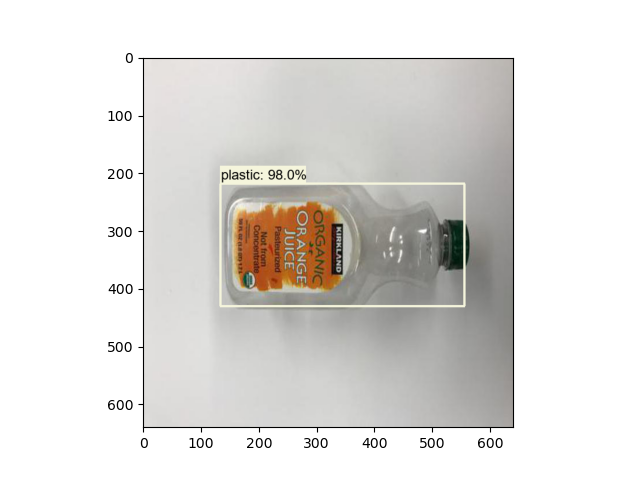 0
100
200
300
400
500
600
0 100 200 300 400 500 600
plastic: 98.0%
KIRKLAND
ORGANIC
ORANGE
JUICE
Pasteurized
Not from
Concentrate